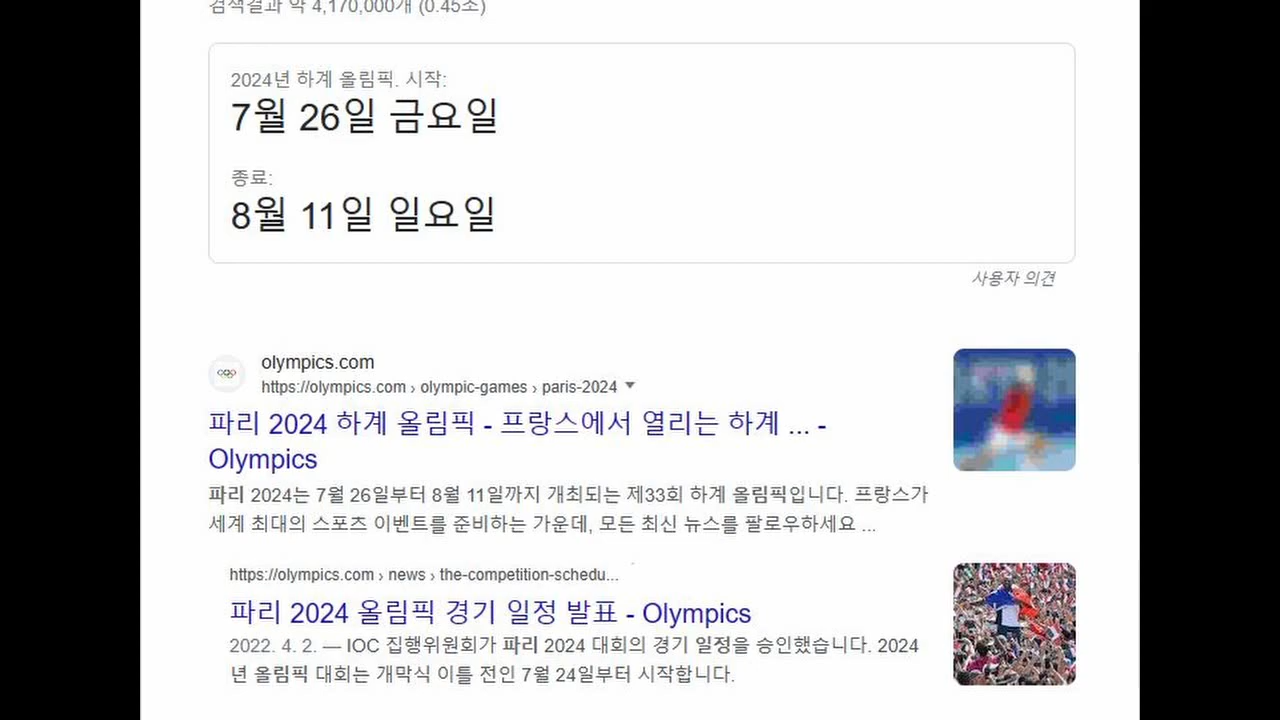 검색결과 약 4,170,000개 (0.45초)
2024년 하계 올림픽. 시작:
7월 26일 금요일
종료:
8월 11일 일요일
사용자 의견
olympics.com
https://olympics.com › olympic-games › paris-2024
파리 2024 하계 올림픽 - 프랑스에서 열리는 하계 ... -
Olympics
파리 2024는 7월 26일부터 8월 11일까지 개최되는 제33회 하계 올림픽입니다. 프랑스가
세계 최대의 스포츠 이벤트를 준비하는 가운데, 모든 최신 뉴스를 팔로우하세요 ...
https://olympics.com › news › the-competition-schedu...
파리 2024 올림픽 경기 일정 발표 - Olympics
2022. 4. 2. — IOC 집행위원회가 파리 2024 대회의 경기 일정을 승인했습니다. 2024
년 올림픽 대회는 개막식 이틀 전인 7월 24일부터 시작합니다.